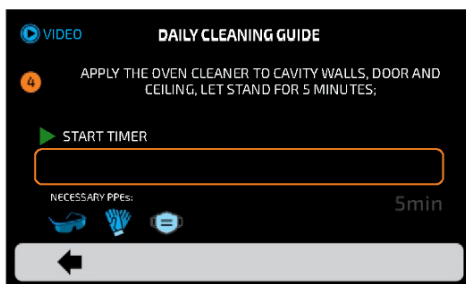 VIDEO
DAILY CLEANING GUIDE
4
APPLY THE OVEN CLEANER TO CAVITY WALLS, DOOR AND
CEILING, LET STAND FOR 5 MINUTES;
START TIMER
NECESSARY PPEs:
5min